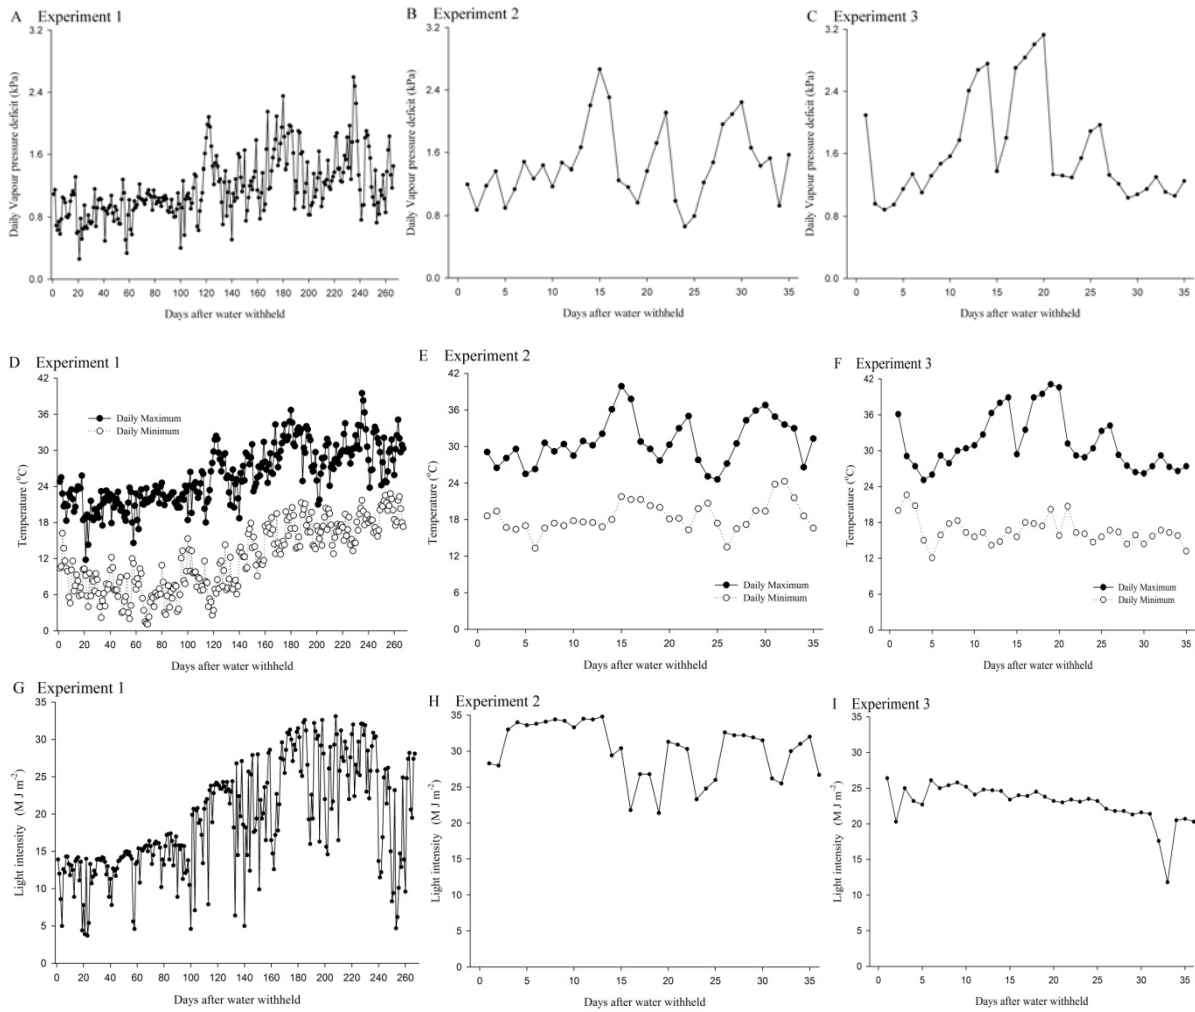 A Experiment 1
3.2
2.4
1.6
0.8
0.0
Daily Vapour pressure deficit (kPa)
0 20 40 60 80 100 120 140 160 180 200 220 240 260
Days after water withheld
B Experiment 2
3.2
2.4
1.6
0.8
0.0
Daily Vapour pressure deficit (kPa)
0 5 10 15 20 25 30 35
Days after water withheld
C Experiment 3
3.2
2.4
1.6
0.8
0.0
Daily Vapour pressure deficit (kPa)
0 5 10 15 20 25 30 35
Days after water withheld
D Experiment 1
42
36
30
24
18
12
6
0
Temperature (°C)
Daily Maximum
Daily Minimum
0 20 40 60 80 100 120 140 160 180 200 220 240 260
Days after water withheld
E Experiment 2
42
36
30
24
18
12
6
0
Temperature (°C)
Daily Maximum
Daily Minimum
0 5 10 15 20 25 30 35
Days after water withheld
F Experiment 3
42
36
30
24
18
12
6
0
Temperature (°C)
Daily Maximum
Daily Minimum
0 5 10 15 20 25 30 35
Days after water withheld
G Experiment 1
35
30
25
20
15
10
5
0
Light intensity (M J m⁻²)
0 20 40 60 80 100 120 140 160 180 200 220 240 260
Days after water withheld
H Experiment 2
35
30
25
20
15
10
5
0
Light intensity (M J m⁻²)
0 5 10 15 20 25 30 35
Days after water withheld
I Experiment 3
35
30
25
20
15
10
5
0
Light intensity (M J m⁻²)
0 5 10 15 20 25 30 35
Days after water withheld